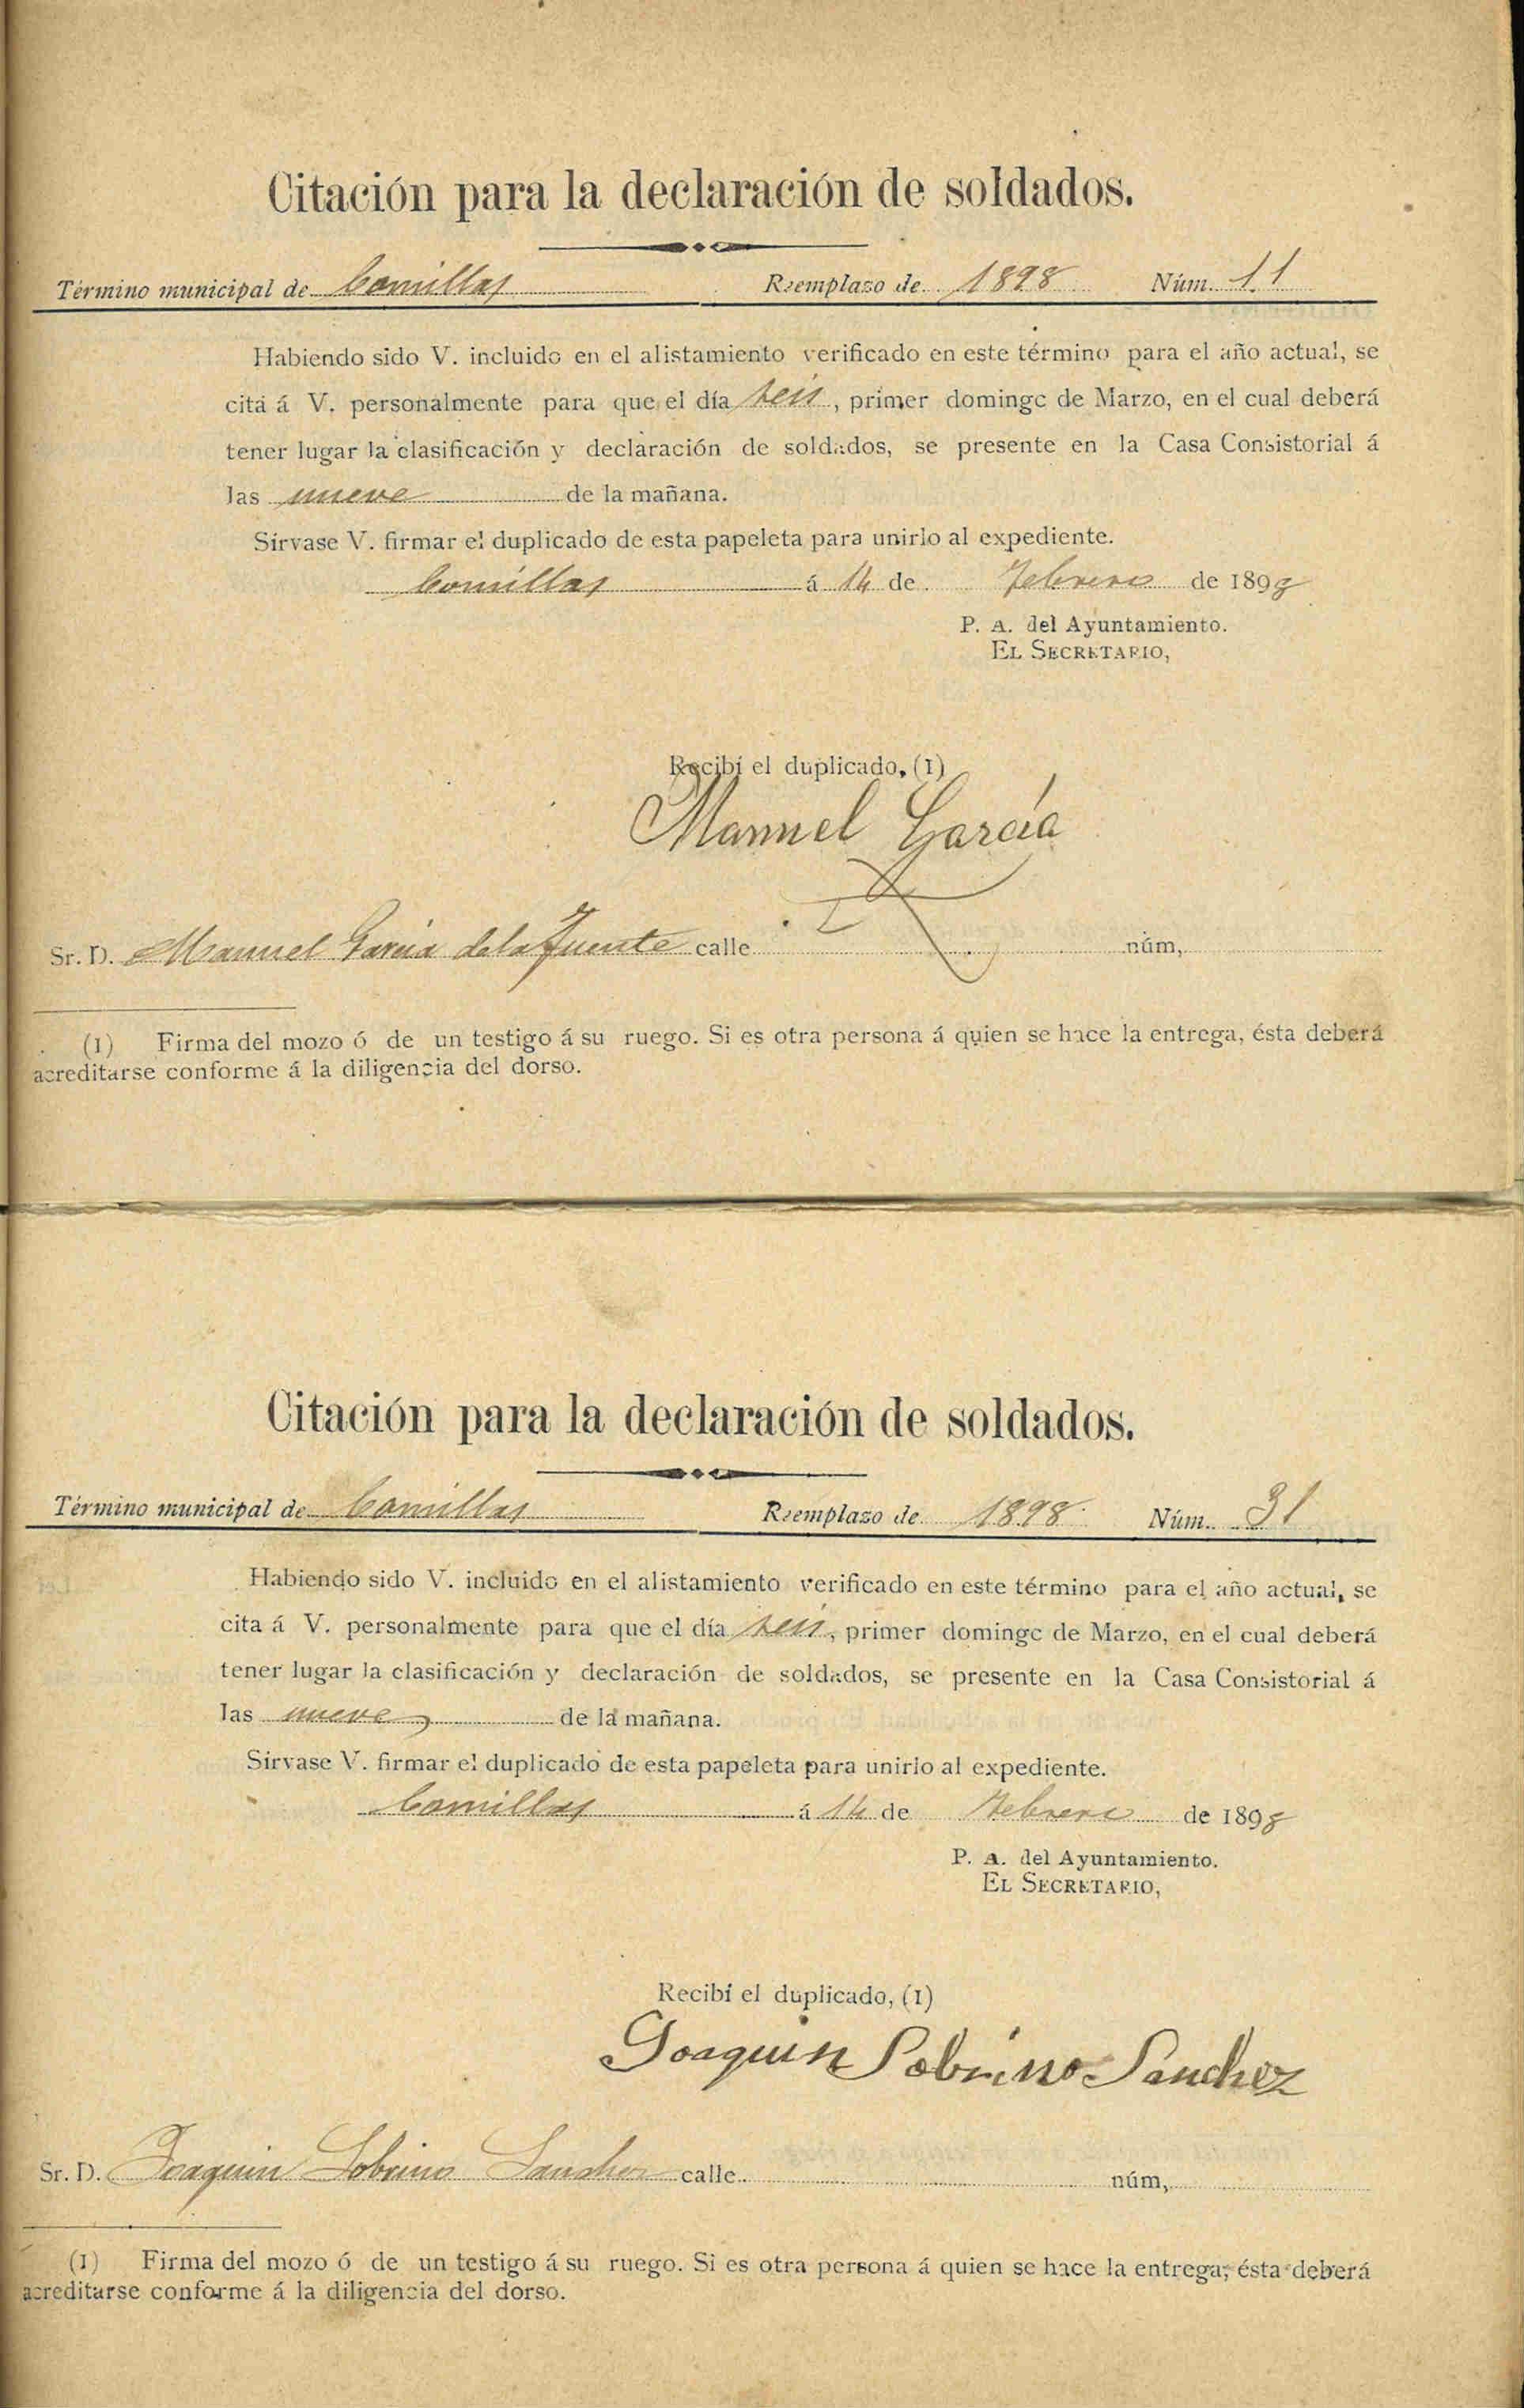 Citación para la declaración de soldados.
Término municipal de Comillas Reemplazo de 1898 Núm. 11
Habiendo sido V. incluido en el alistamiento verificado en este término para el año actual, se
cita á V. personalmente para que el día seis, primer domingo de Marzo, en el cual deberá
tener lugar la clasificación y declaración de soldados, se presente en la Casa Consistorial á
las nueve de la mañana.
Sírvase V. firmar el duplicado de esta papeleta para unirlo al expediente.
Comillas á 14 de Febrero de 1898
P. A. del Ayuntamiento.
EL SECRETARIO,
Recibí el duplicado, (1)
Manuel García
Sr. D. Manuel Garcia de la Fuente calle núm,
(1) Firma del mozo ó de un testigo á su ruego. Si es otra persona á quien se hace la entrega, ésta deberá
acreditarse conforme á la diligencia del dorso.
Citación para la declaración de soldados.
Término municipal de Comillas Reemplazo de 1898 Núm. 31
Habiendo sido V. incluido en el alistamiento verificado en este término para el año actual, se
cita á V. personalmente para que el día seis, primer domingo de Marzo, en el cual deberá
tener lugar la clasificación y declaración de soldados, se presente en la Casa Consistorial á
las nueve de la mañana.
Sírvase V. firmar el duplicado de esta papeleta para unirlo al expediente.
Comillas á 14 de Febrero de 1898
P. A. del Ayuntamiento.
EL SECRETARIO,
Recibí el duplicado, (1)
Joaquin Sobrino Sanchez
Sr. D. Joaquin Sobrino Sanchez calle núm,
(1) Firma del mozo ó de un testigo á su ruego. Si es otra persona á quien se hace la entrega, ésta deberá
acreditarse conforme á la diligencia del dorso.